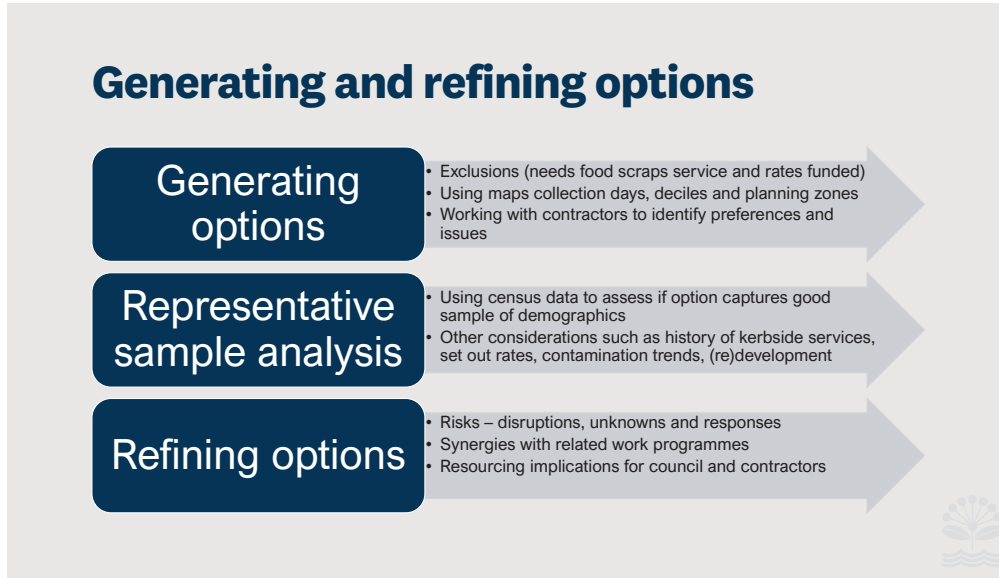 Generating and refining options
Generating
options
• Exclusions (needs food scraps service and rates funded)
• Using maps collection days, deciles and planning zones
• Working with contractors to identify preferences and
issues
Representative
sample analysis
• Using census data to assess if option captures good
sample of demographics
• Other considerations such as history of kerbside services,
set out rates, contamination trends, (re)development
Refining options
• Risks – disruptions, unknowns and responses
• Synergies with related work programmes
• Resourcing implications for council and contractors